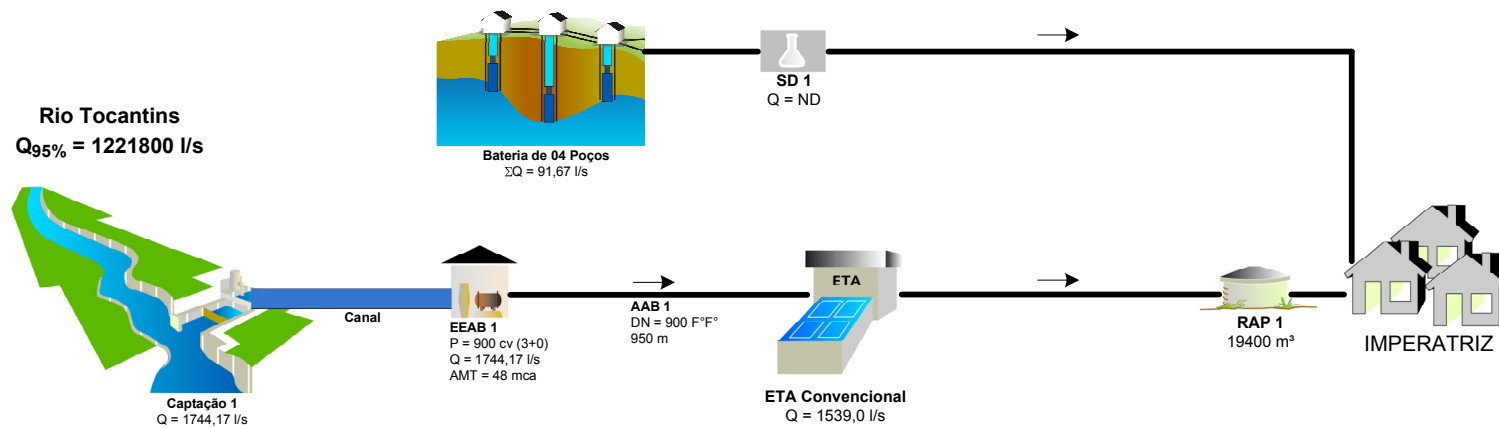 Rio Tocantins
Q95% = 1221800 l/s
Bateria de 04 Poços
ΣQ = 91,67 l/s
SD 1
Q = ND
Captação 1
Q = 1744,17 l/s
Canal
EEAB 1
P = 900 cv (3+0)
Q = 1744,17 l/s
AMT = 48 mca
AAB 1
DN = 900 F°F°
950 m
ETA
ETA Convencional
Q = 1539,0 l/s
RAP 1
19400 m³
IMPERATRIZ